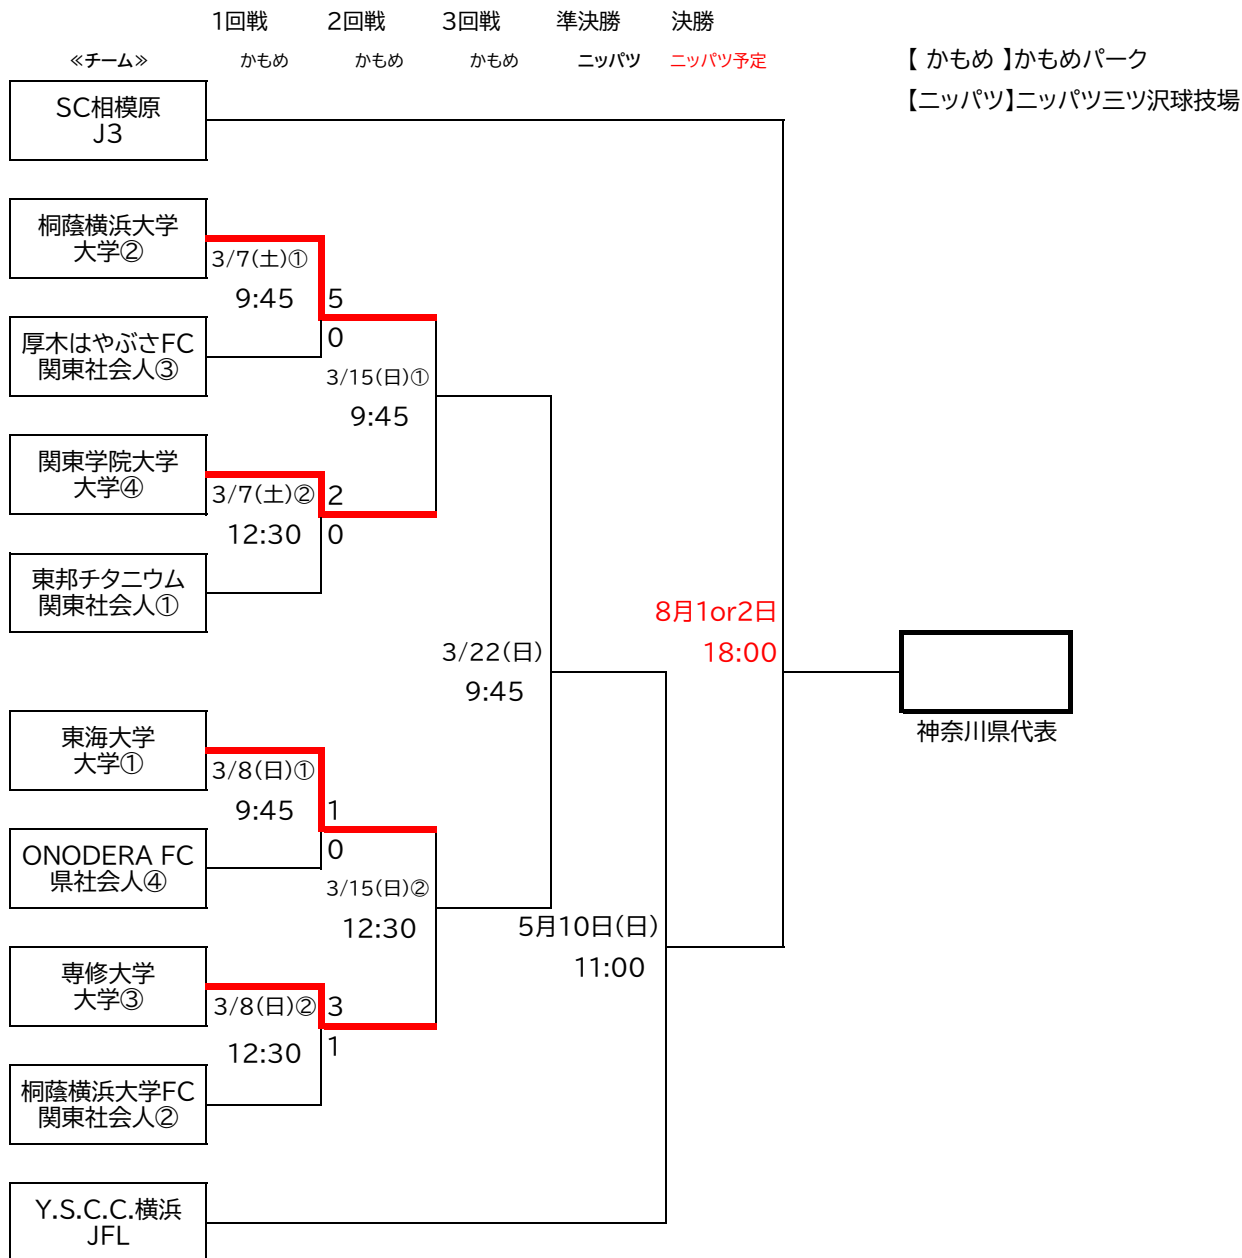 1回戦 2回戦 3回戦 準決勝 決勝
≪チーム≫ かもめ かもめ かもめ ニッパツ ニッパツ予定
【 かもめ 】かもめパーク
【ニッパツ】ニッパツ三ツ沢球技場
SC相模原
J3
桐蔭横浜大学
大学②
3/7(土)①
9:45
5
0
厚木はやぶさFC
関東社会人③
3/15(日)①
9:45
関東学院大学
大学④
3/7(土)②
12:30
2
0
東邦チタニウム
関東社会人①
8月1or2日
18:00
3/22(日)
9:45
神奈川県代表
東海大学
大学①
3/8(日)①
9:45
1
0
ONODERA FC
県社会人④
3/15(日)②
12:30
5月10日(日)
11:00
専修大学
大学③
3/8(日)②
12:30
3
1
桐蔭横浜大学FC
関東社会人②
Y.S.C.C.横浜
JFL